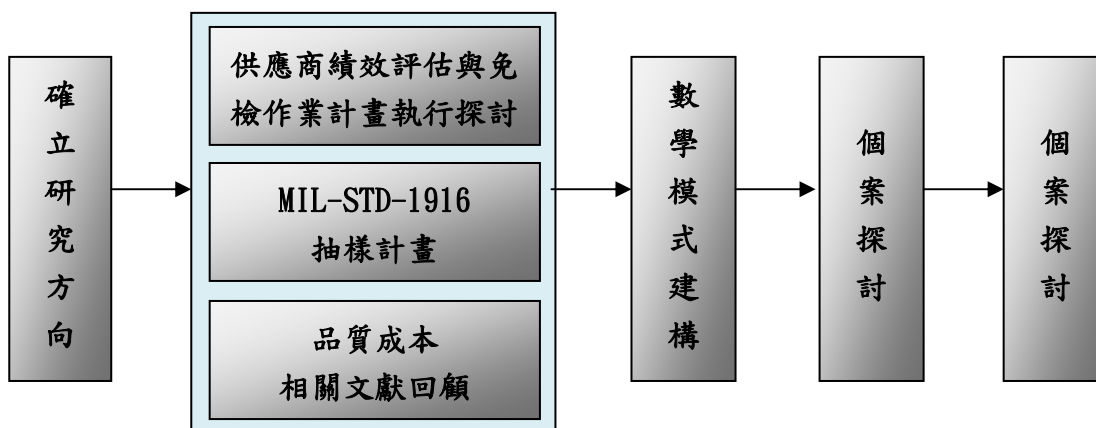 確立研究方向
供應商績效評估與免
檢作業計畫執行探討
MIL-STD-1916
抽樣計畫
品質成本
相關文獻回顧
數學模式建構
個案探討
個案探討